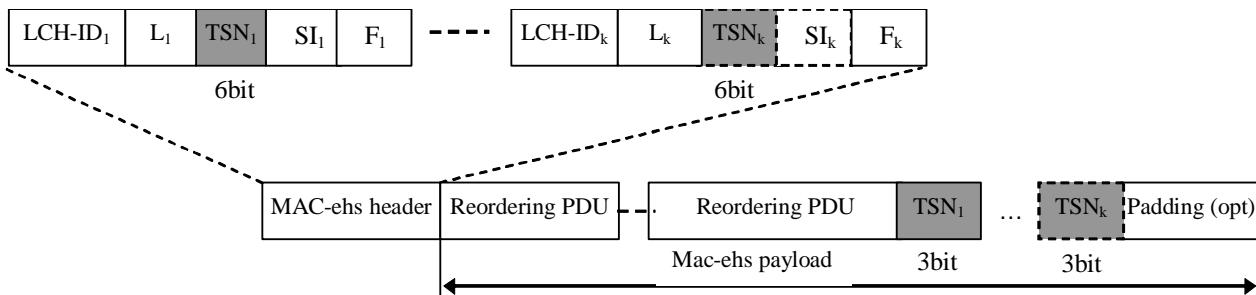 LCH-ID₁ L₁ TSN₁ SI₁ F₁ LCH-IDₖ Lₖ TSNₖ SIₖ Fₖ
6bit 6bit
MAC-ehs header Reordering PDU Reordering PDU TSN₁ ... TSNₖ Padding (opt)
Mac-ehs payload 3bit 3bit